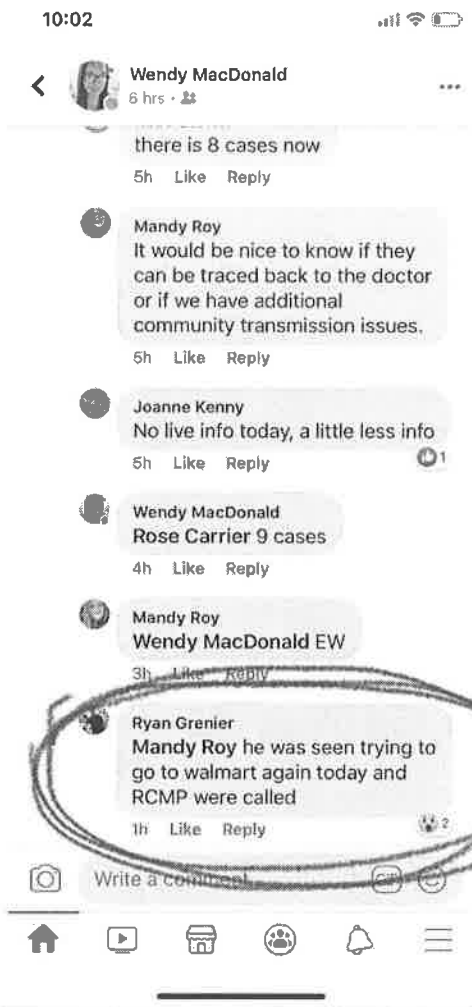 10:02
Wendy MacDonald
6 hrs ·
there is 8 cases now
5h Like Reply
Mandy Roy
It would be nice to know if they
can be traced back to the doctor
or if we have additional
community transmission issues.
5h Like Reply
Joanne Kenny
No live info today, a little less info
5h Like Reply
1
Wendy MacDonald
Rose Carrier 9 cases
4h Like Reply
Mandy Roy
Wendy MacDonald EW
3h Like Reply
Ryan Grenier
Mandy Roy he was seen trying to
go to walmart again today and
RCMP were called
1h Like Reply
2
Write a comment...